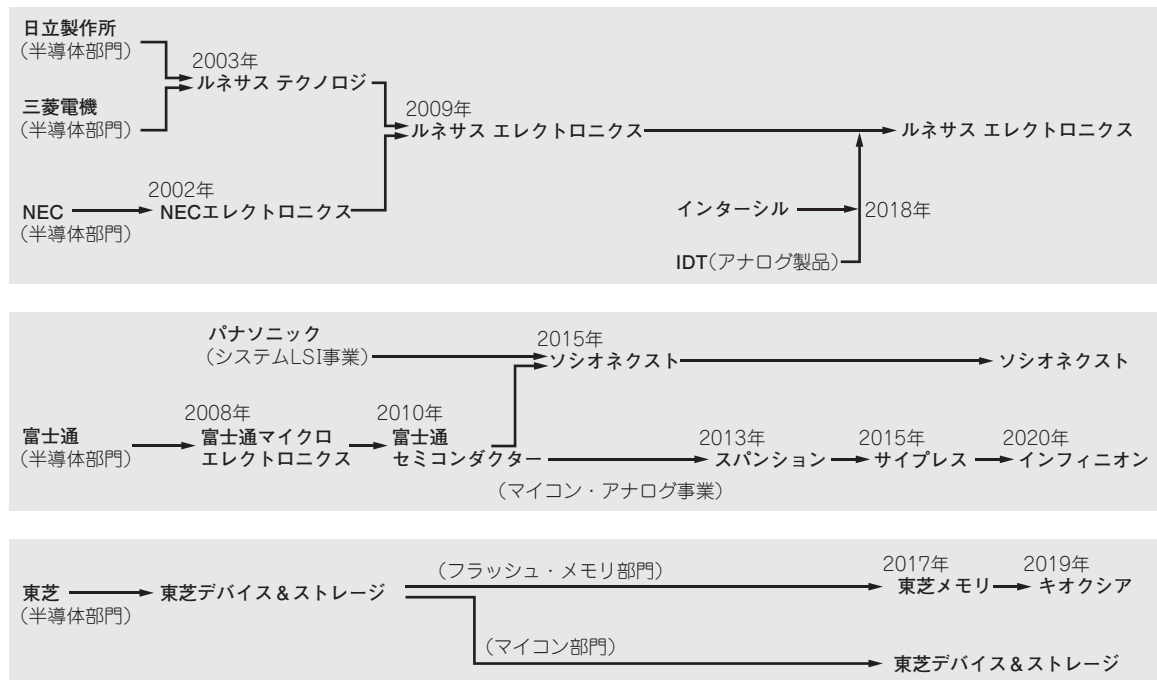 日立製作所
(半導体部門)
2003年
ルネサス テクノロジ
三菱電機
(半導体部門)
2009年
ルネサス エレクトロニクス
ルネサス エレクトロニクス
2002年
NEC
NECエレクトロニクス
(半導体部門)
インターシル
2018年
IDT(アナログ製品)
パナソニック
(システムLSI事業)
2015年
ソシオネクスト
ソシオネクスト
2008年
2010年
富士通
(半導体部門)
富士通マイクロ
エレクトロニクス
富士通
セミコンダクター
2013年
スパンション
2015年
サイプレス
2020年
インフィニオン
(マイコン・アナログ事業)
東芝
(半導体部門)
東芝デバイス&ストレージ
(フラッシュ・メモリ部門)
2017年
東芝メモリ
2019年
キオクシア
(マイコン部門)
東芝デバイス&ストレージ